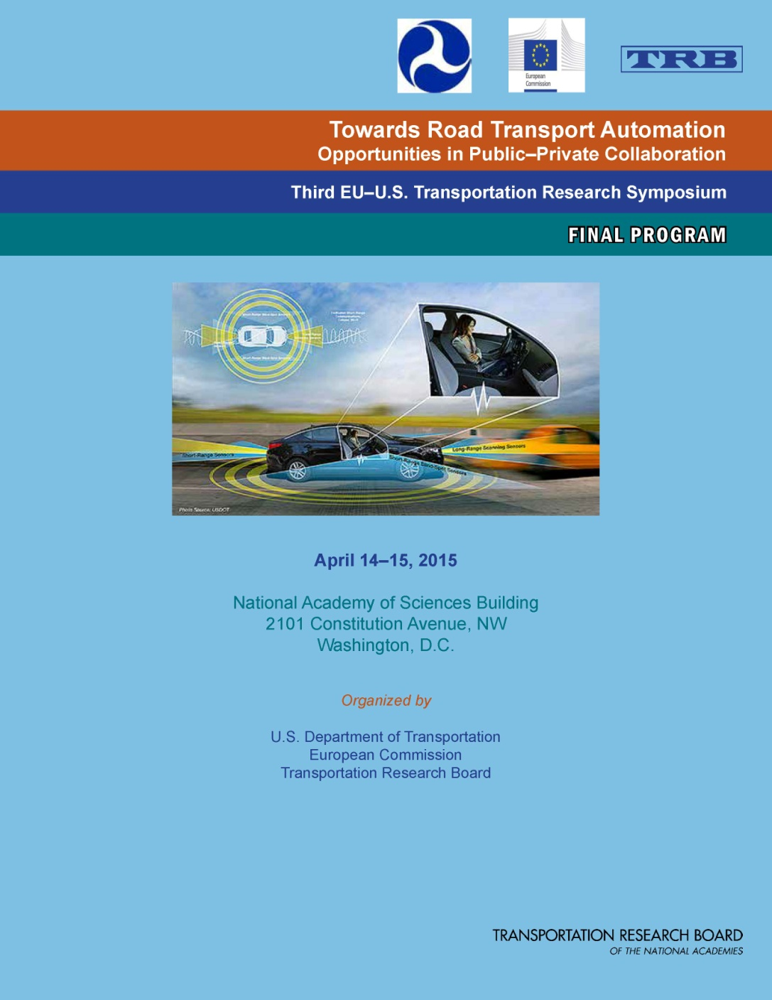 European
Commission
TRB
Towards Road Transport Automation
Opportunities in Public–Private Collaboration
Third EU–U.S. Transportation Research Symposium
FINAL PROGRAM
Short-Range Sensors
Long-Range Scanning Sensors
Short-Range Blind-Spot Sensors
Photo Source: USDOT
April 14–15, 2015
National Academy of Sciences Building
2101 Constitution Avenue, NW
Washington, D.C.
Organized by
U.S. Department of Transportation
European Commission
Transportation Research Board
TRANSPORTATION RESEARCH BOARD
OF THE NATIONAL ACADEMIES